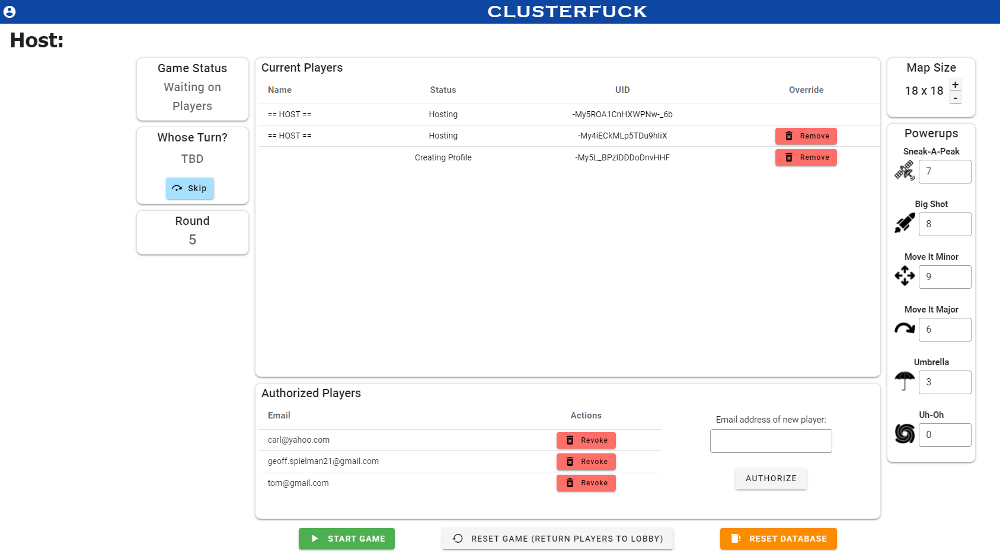 CLUSTERFUCK
Host:
Game Status
Waiting on
Players
Whose Turn?
TBD
Skip
Round
5
Current Players
Name Status UID Override
== HOST == Hosting -My5ROA1CnHXWPNw-_6b
== HOST == Hosting -My4iECkMLp5TDu9hIiX Remove
Creating Profile -My5L_BPzIDDDoDnvHHF Remove
Authorized Players
Email Actions
carl@yahoo.com Revoke
geoff.spielman21@gmail.com Revoke
tom@gmail.com Revoke
Email address of new player:
AUTHORIZE
Map Size
18 x 18 + -
Powerups
Sneak-A-Peak
7
Big Shot
8
Move It Minor
9
Move It Major
6
Umbrella
3
Uh-Oh
0
START GAME
RESET GAME (RETURN PLAYERS TO LOBBY)
RESET DATABASE